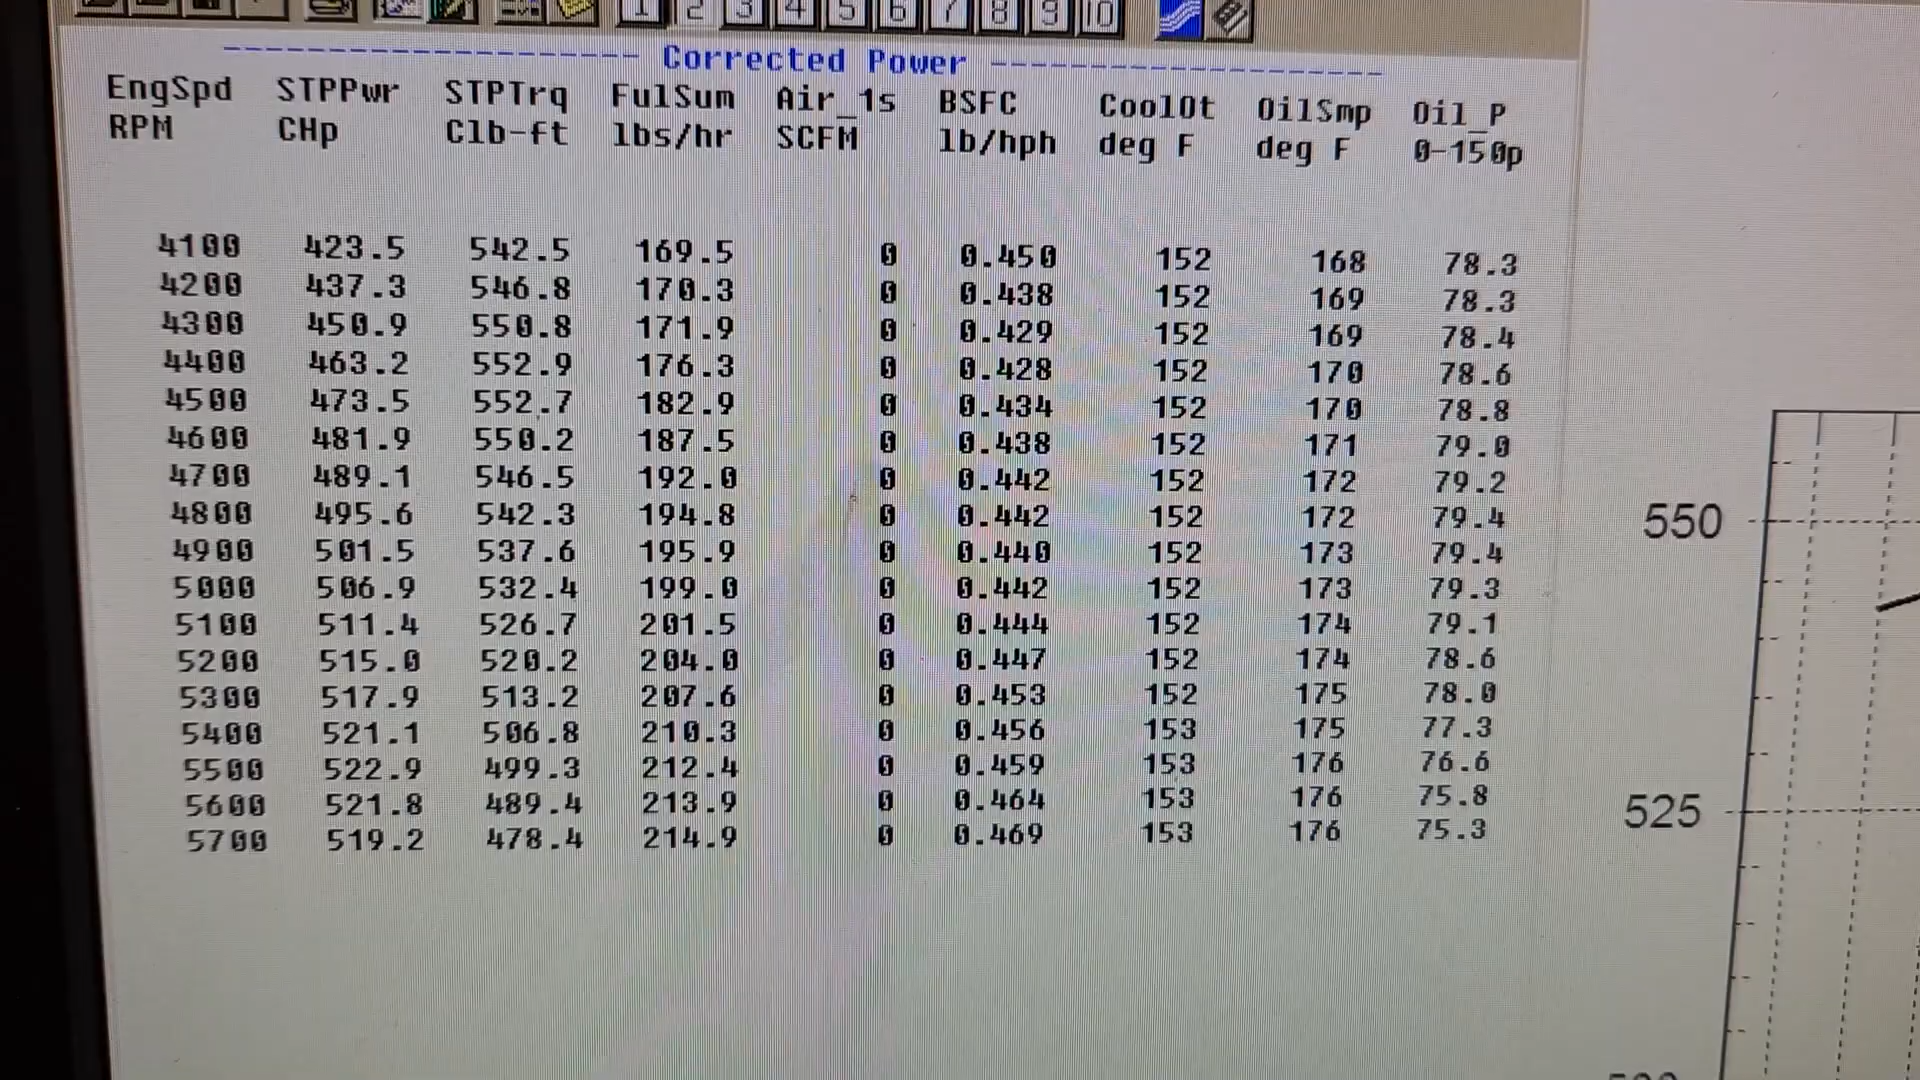 1 2 3 4 5 6 7 8 9 10
Corrected Power
EngSpd STPPwr STPTrq FulSum Air_1s BSFC CoolOt OilSmp Oil_P
RPM CHp Clb-ft lbs/hr SCFM lb/hph deg F deg F 0-150p
4100 423.5 542.5 169.5 0 0.450 152 168 78.3
4200 437.3 546.8 170.3 0 0.438 152 169 78.3
4300 450.9 550.8 171.9 0 0.429 152 169 78.4
4400 463.2 552.9 176.3 0 0.428 152 170 78.6
4500 473.5 552.7 182.9 0 0.434 152 170 78.8
4600 481.9 550.2 187.5 0 0.438 152 171 79.0
4700 489.1 546.5 192.0 0 0.442 152 172 79.2
4800 495.6 542.3 194.8 0 0.442 152 172 79.4
4900 501.5 537.6 195.9 0 0.440 152 173 79.4
5000 506.9 532.4 199.0 0 0.442 152 173 79.3
5100 511.4 526.7 201.5 0 0.444 152 174 79.1
5200 515.0 520.2 204.0 0 0.447 152 174 78.6
5300 517.9 513.2 207.6 0 0.453 152 175 78.0
5400 521.1 506.8 210.3 0 0.456 153 175 77.3
5500 522.9 499.3 212.4 0 0.459 153 176 76.6
5600 521.8 489.4 213.9 0 0.464 153 176 75.8
5700 519.2 478.4 214.9 0 0.469 153 176 75.3
550
525